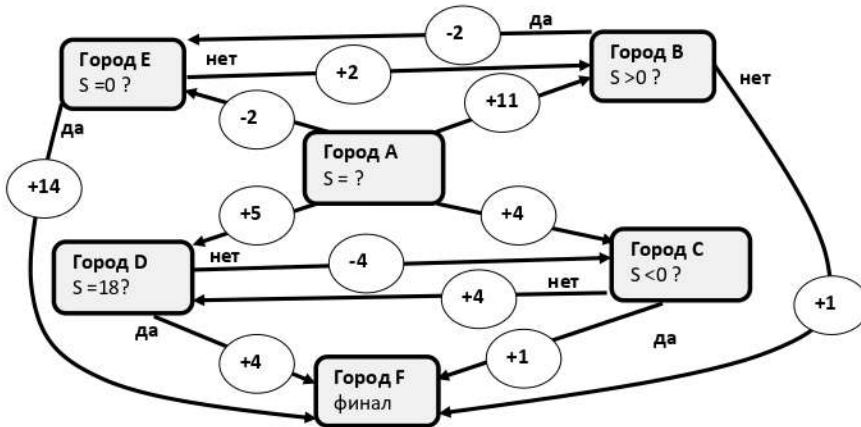 да
-2
Город E
S =0 ?
нет
+2
Город B
S >0 ?
нет
-2
+11
да
Город A
S = ?
+14
+5
+4
Город D
S =18?
нет
-4
Город C
S <0 ?
+4
нет
+1
да
+4
+1
да
Город F
финал